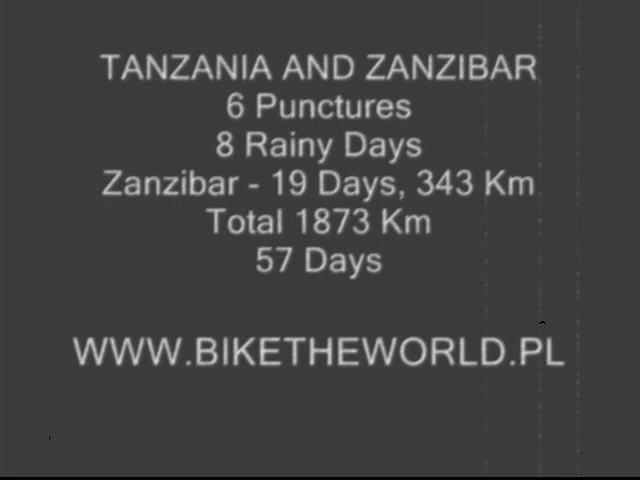 TANZANIA AND ZANZIBAR
6 Punctures
8 Rainy Days
Zanzibar - 19 Days, 343 Km
Total 1873 Km
57 Days
WWW.BIKETHEWORLD.PL